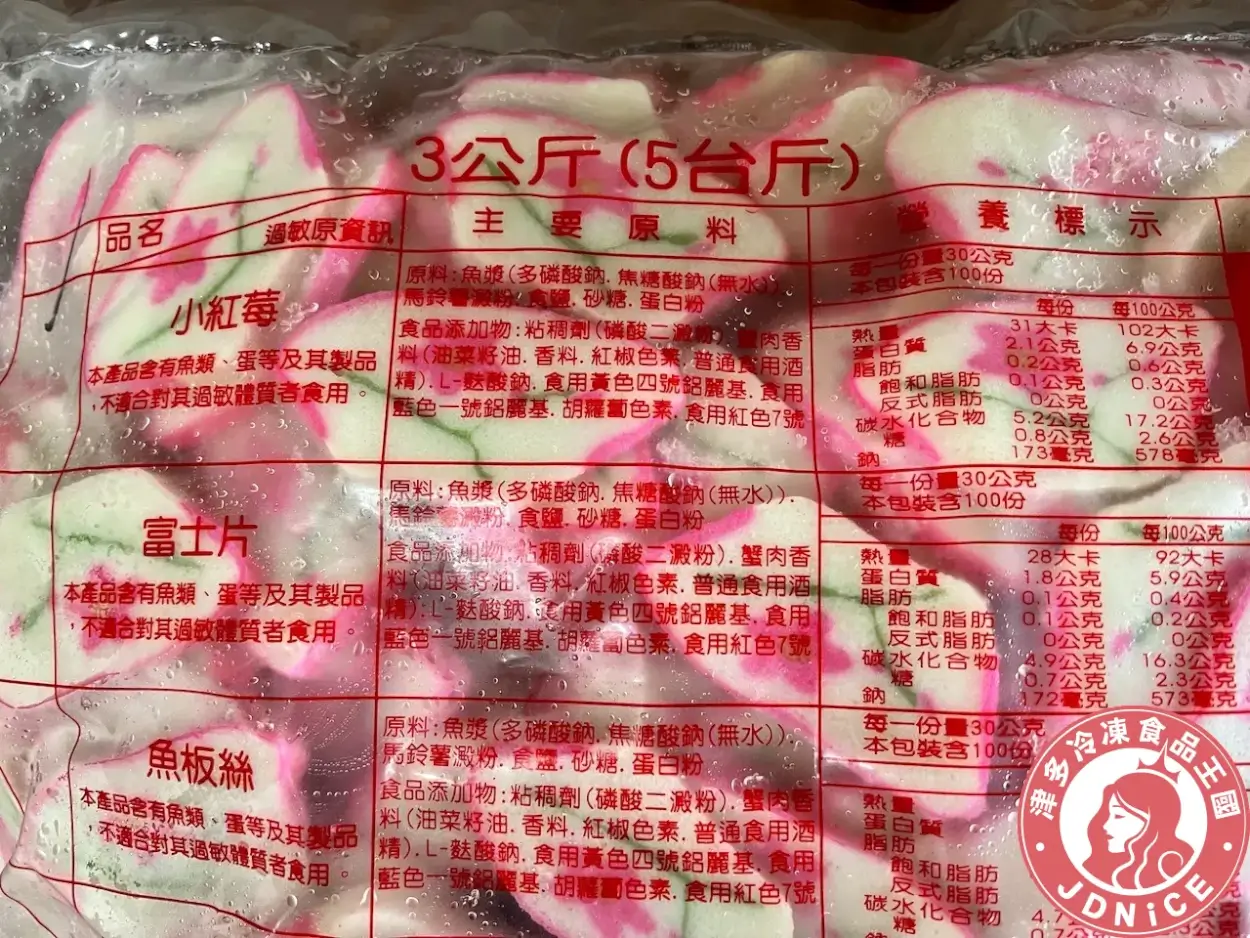 3公斤(5台斤)
品名 過敏原資訊
主要原料
營養標示
小紅莓
本產品含有魚類、蛋等及其製品
,不適合對其過敏體質者食用。
原料:魚漿(多磷酸鈉.焦糖酸鈉(無水)).
馬鈴薯澱粉.食鹽.砂糖.蛋白粉
食品添加物:粘稠劑(磷酸二澱粉).蟹肉香
料(油菜籽油.香料.紅椒色素.普通食用酒
精).L-麩酸鈉.食用黃色四號鋁麗基.食用
藍色一號鋁麗基.胡蘿蔔色素.食用紅色7號
每一份量30公克
本包裝含100份
每份 每100公克
熱量 31大卡 102大卡
蛋白質 2.1公克 6.9公克
脂肪 0.2公克 0.6公克
飽和脂肪 0.1公克 0.3公克
反式脂肪 0公克 0公克
碳水化合物 5.2公克 17.2公克
糖 0.8公克 2.6公克
鈉 173毫克 578毫克
富士片
本產品含有魚類、蛋等及其製品
,不適合對其過敏體質者食用。
原料:魚漿(多磷酸鈉.焦糖酸鈉(無水)).
馬鈴薯澱粉.食鹽.砂糖.蛋白粉
食品添加物:粘稠劑(磷酸二澱粉).蟹肉香
料(油菜籽油.香料.紅椒色素.普通食用酒
精).L-麩酸鈉.食用黃色四號鋁麗基.食用
藍色一號鋁麗基.胡蘿蔔色素.食用紅色7號
每一份量30公克
本包裝含100份
每份 每100公克
熱量 28大卡 92大卡
蛋白質 1.8公克 5.9公克
脂肪 0.1公克 0.4公克
飽和脂肪 0.1公克 0.2公克
反式脂肪 0公克 0公克
碳水化合物 4.9公克 16.3公克
糖 0.7公克 2.3公克
鈉 172毫克 573毫克
魚板絲
本產品含有魚類、蛋等及其製品
,不適合對其過敏體質者食用。
原料:魚漿(多磷酸鈉.焦糖酸鈉(無水)).
馬鈴薯澱粉.食鹽.砂糖.蛋白粉
食品添加物:粘稠劑(磷酸二澱粉).蟹肉香
料(油菜籽油.香料.紅椒色素.普通食用酒
精).L-麩酸鈉.食用黃色四號鋁麗基.食用
藍色一號鋁麗基.胡蘿蔔色素.食用紅色7號
每一份量30公克
本包裝含100份
熱量
蛋白質
脂肪
飽和脂肪
反式脂肪
碳水化合物
糖
津多冷凍食品王國
JDNiCE